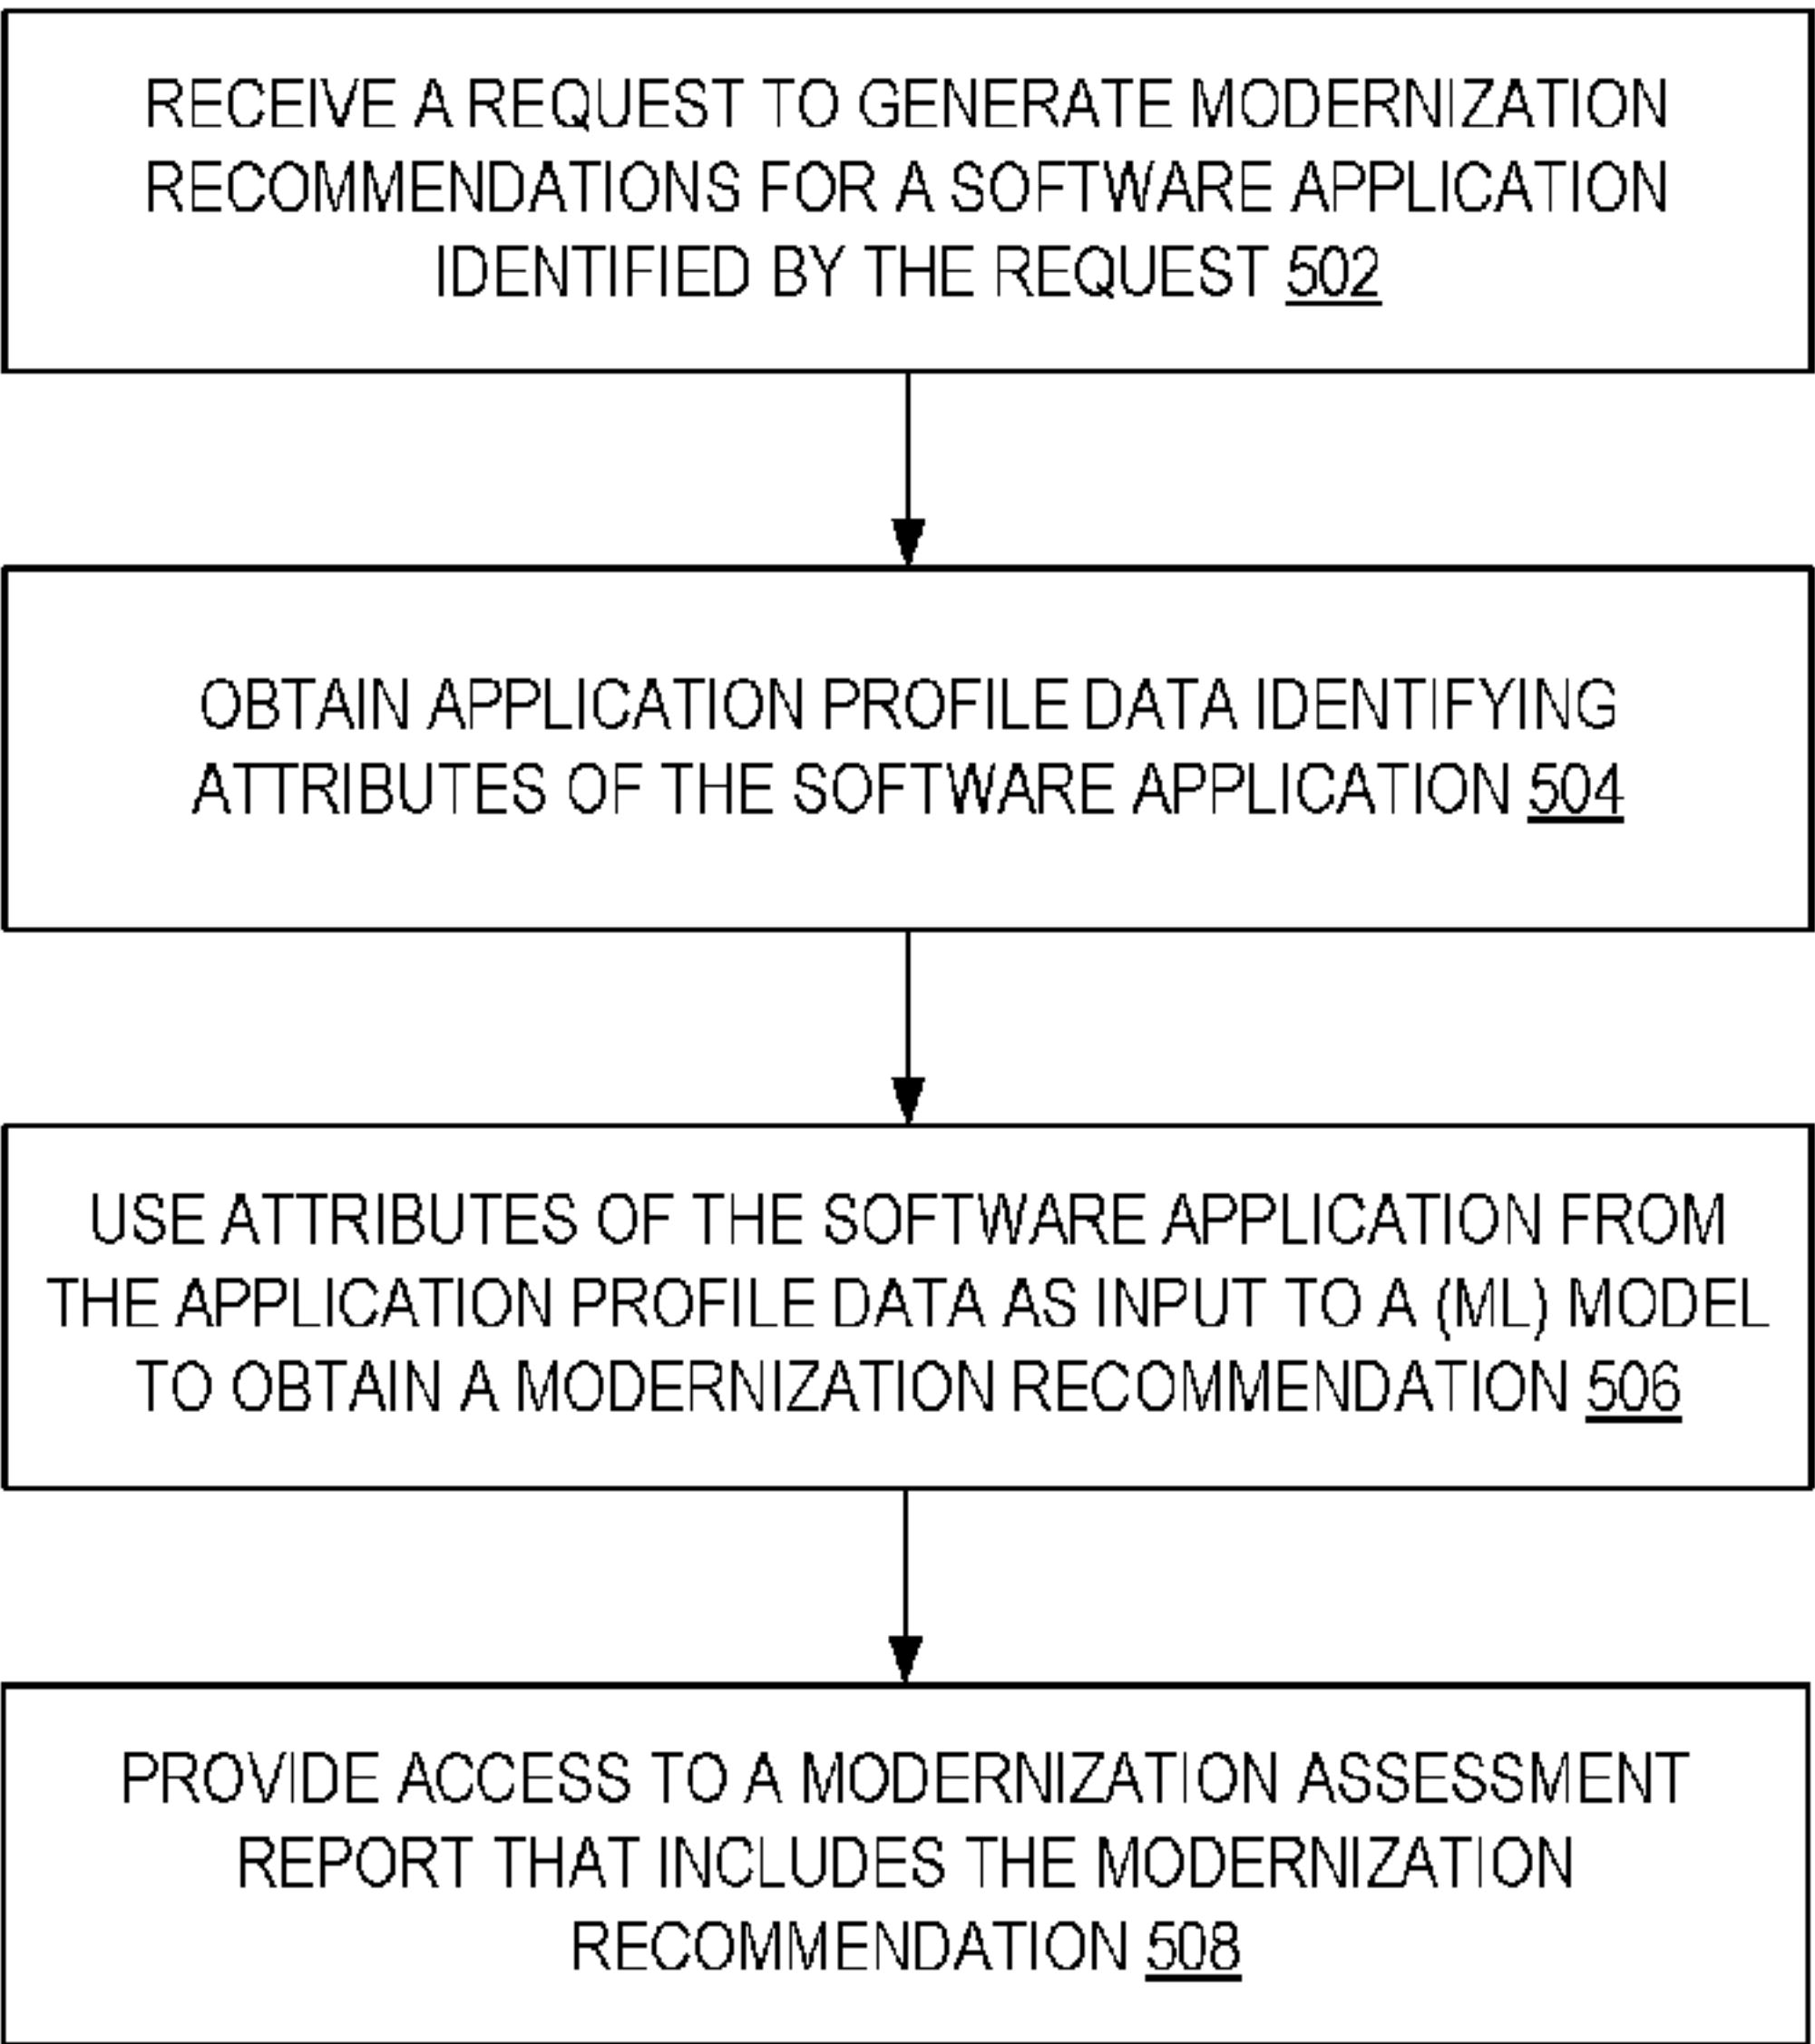 RECEIVE A REQUEST TO GENERATE MODERNIZATION
RECOMMENDATIONS FOR A SOFTWARE APPLICATION
IDENTIFIED BY THE REQUEST 502
OBTAIN APPLICATION PROFILE DATA IDENTIFYING
ATTRIBUTES OF THE SOFTWARE APPLICATION 504
USE ATTRIBUTES OF THE SOFTWARE APPLICATION FROM
THE APPLICATION PROFILE DATA AS INPUT TO A (ML) MODEL
TO OBTAIN A MODERNIZATION RECOMMENDATION 506
PROVIDE ACCESS TO A MODERNIZATION ASSESSMENT
REPORT THAT INCLUDES THE MODERNIZATION
RECOMMENDATION 508